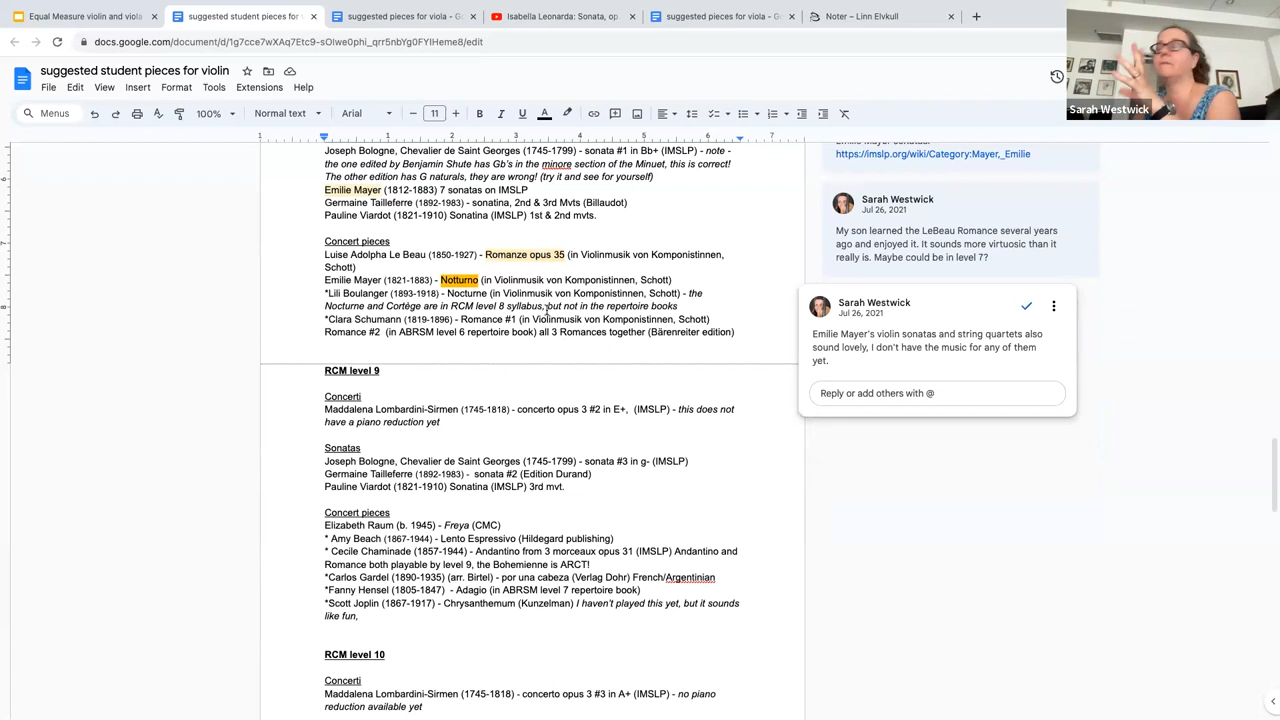 Equal Measure violin and viola
suggested student pieces for v
suggested pieces for viola - G
Isabella Leonarda: Sonata, op
suggested pieces for viola - G
Noter – Linn Elvkull
docs.google.com/document/d/1g7cce7wXAq7Etc9-sOIwe0phi_qrr5nbYg0FYIHeme8/edit
suggested student pieces for violin
File Edit View Insert Format Tools Extensions Help
Menus 100% Normal text Arial 11 B I U A
Sarah Westwick
1 1 2 3 4 5 6 7
Joseph Bologne, Chevalier de Saint Georges (1745-1799) - sonata #1 in Bb+ (IMSLP) - note -
the one edited by Benjamin Shute has Gb's in the minore section of the Minuet, this is correct!
The other edition has G naturals, they are wrong! (try it and see for yourself)
Emilie Mayer (1812-1883) 7 sonatas on IMSLP
Germaine Tailleferre (1892-1983) - sonatina, 2nd & 3rd Mvts (Billaudot)
Pauline Viardot (1821-1910) Sonatina (IMSLP) 1st & 2nd mvts.
Concert pieces
Luise Adolpha Le Beau (1850-1927) - Romanze opus 35 (in Violinmusik von Komponistinnen,
Schott)
Emilie Mayer (1821-1883) - Notturno (in Violinmusik von Komponistinnen, Schott)
*Lili Boulanger (1893-1918) - Nocturne (in Violinmusik von Komponistinnen, Schott) - the
Nocturne and Cortège are in RCM level 8 syllabus, but not in the repertoire books
*Clara Schumann (1819-1896) - Romance #1 (in Violinmusik von Komponistinnen, Schott)
Romance #2 (in ABRSM level 6 repertoire book) all 3 Romances together (Bärenreiter edition)
RCM level 9
Concerti
Maddalena Lombardini-Sirmen (1745-1818) - concerto opus 3 #2 in E+, (IMSLP) - this does not
have a piano reduction yet
Sonatas
Joseph Bologne, Chevalier de Saint Georges (1745-1799) - sonata #3 in g- (IMSLP)
Germaine Tailleferre (1892-1983) - sonata #2 (Edition Durand)
Pauline Viardot (1821-1910) Sonatina (IMSLP) 3rd mvt.
Concert pieces
Elizabeth Raum (b. 1945) - Freya (CMC)
* Amy Beach (1867-1944) - Lento Espressivo (Hildegard publishing)
* Cecile Chaminade (1857-1944) - Andantino from 3 morceaux opus 31 (IMSLP) Andantino and
Romance both playable by level 9, the Bohemienne is ARCT!
*Carlos Gardel (1890-1935) (arr. Birtel) - por una cabeza (Verlag Dohr) French/Argentinian
*Fanny Hensel (1805-1847) - Adagio (in ABRSM level 7 repertoire book)
*Scott Joplin (1867-1917) - Chrysanthemum (Kunzelman) I haven't played this yet, but it sounds
like fun,
RCM level 10
Concerti
Maddalena Lombardini-Sirmen (1745-1818) - concerto opus 3 #3 in A+ (IMSLP) - no piano
reduction available yet
https://imslp.org/wiki/Category:Mayer,_Emilie
Sarah Westwick
Jul 26, 2021
My son learned the LeBeau Romance several years
ago and enjoyed it. It sounds more virtuosic than it
really is. Maybe could be in level 7?
Sarah Westwick
Jul 26, 2021
Emilie Mayer's violin sonatas and string quartets also
sound lovely, I don't have the music for any of them
yet.
Reply or add others with @